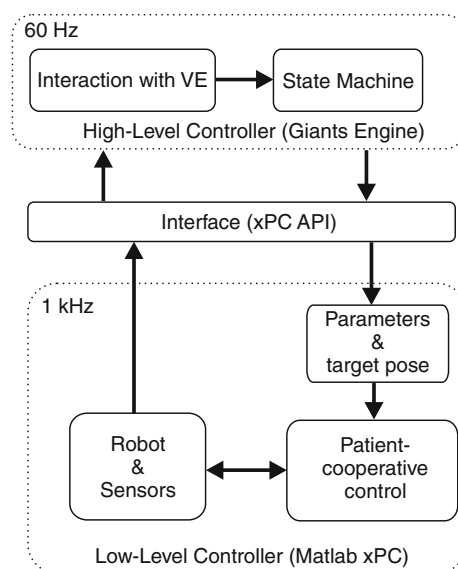 60 Hz
Interaction with VE
State Machine
High-Level Controller (Giants Engine)
Interface (xPC API)
1 kHz
Parameters
&
target pose
Robot
&
Sensors
Patient-
cooperative
control
Low-Level Controller (Matlab xPC)